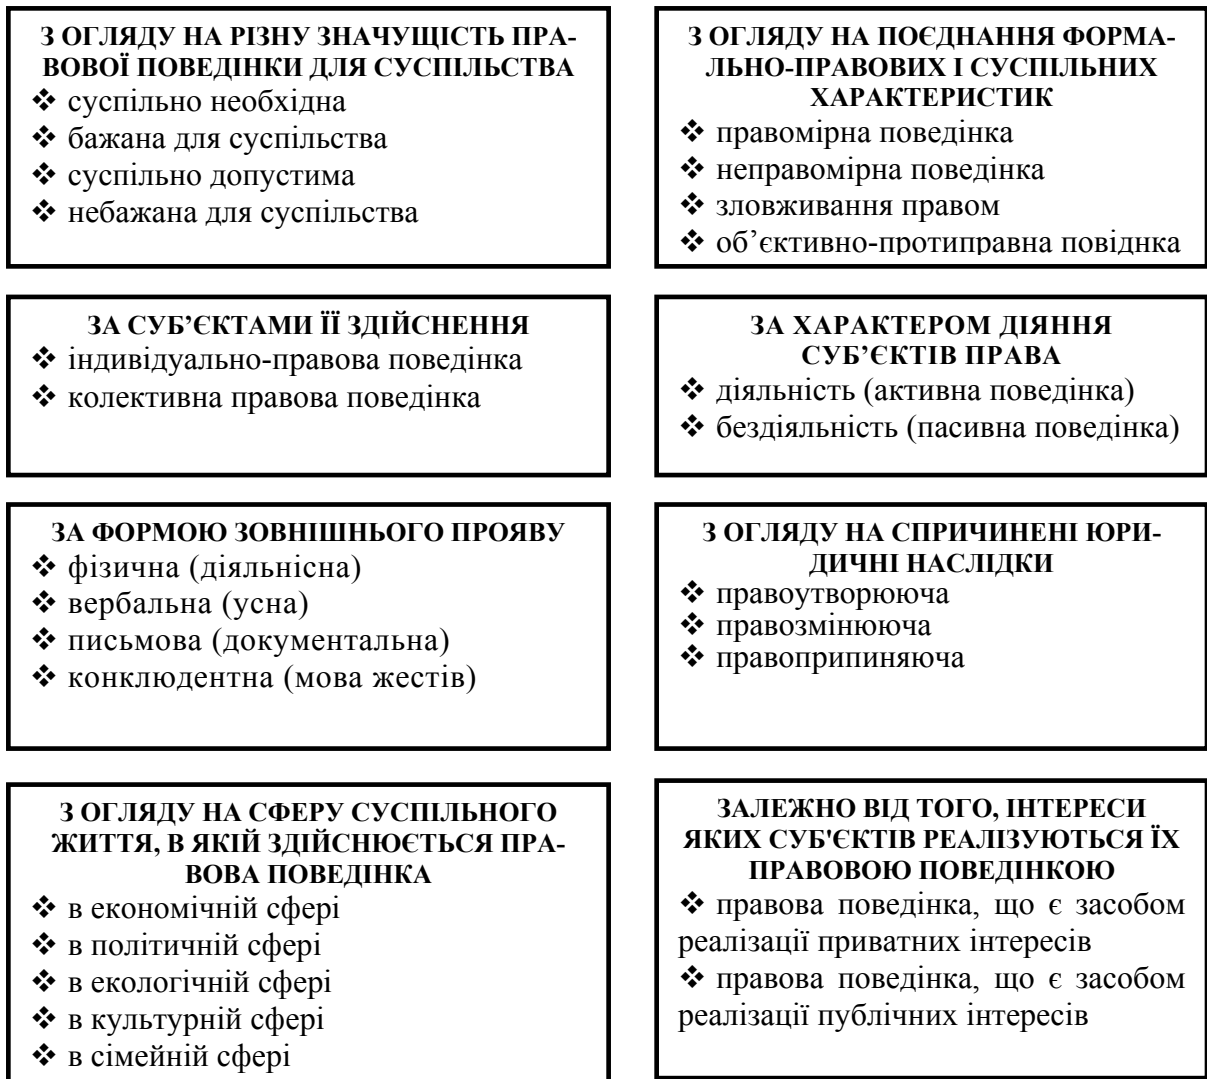 З ОГЛЯДУ НА РІЗНУ ЗНАЧУЩІСТЬ ПРА-
ВОВОЇ ПОВЕДІНКИ ДЛЯ СУСПІЛЬСТВА
❖ суспільно необхідна
❖ бажана для суспільства
❖ суспільно допустима
❖ небажана для суспільства
З ОГЛЯДУ НА ПОЄДНАННЯ ФОРМА-
ЛЬНО-ПРАВОВИХ І СУСПІЛЬНИХ
ХАРАКТЕРИСТИК
❖ правомірна поведінка
❖ неправомірна поведінка
❖ зловживання правом
❖ об’єктивно-протиправна повіднка
ЗА СУБ’ЄКТАМИ ЇЇ ЗДІЙСНЕННЯ
❖ індивідуально-правова поведінка
❖ колективна правова поведінка
ЗА ХАРАКТЕРОМ ДІЯННЯ
СУБ’ЄКТІВ ПРАВА
❖ діяльність (активна поведінка)
❖ бездіяльність (пасивна поведінка)
ЗА ФОРМОЮ ЗОВНІШНЬОГО ПРОЯВУ
❖ фізична (діяльнісна)
❖ вербальна (усна)
❖ письмова (документальна)
❖ конклюдентна (мова жестів)
З ОГЛЯДУ НА СПРИЧИНЕНІ ЮРИ-
ДИЧНІ НАСЛІДКИ
❖ правоутворююча
❖ правозмінююча
❖ правоприпиняюча
З ОГЛЯДУ НА СФЕРУ СУСПІЛЬНОГО
ЖИТТЯ, В ЯКІЙ ЗДІЙСНЮЄТЬСЯ ПРА-
ВОВА ПОВЕДІНКА
❖ в економічній сфері
❖ в політичній сфері
❖ в екологічній сфері
❖ в культурній сфері
❖ в сімейній сфері
ЗАЛЕЖНО ВІД ТОГО, ІНТЕРЕСИ
ЯКИХ СУБ'ЄКТІВ РЕАЛІЗУЮТЬСЯ ЇХ
ПРАВОВОЮ ПОВЕДІНКОЮ
❖ правова поведінка, що є засобом
реалізації приватних інтересів
❖ правова поведінка, що є засобом
реалізації публічних інтересів